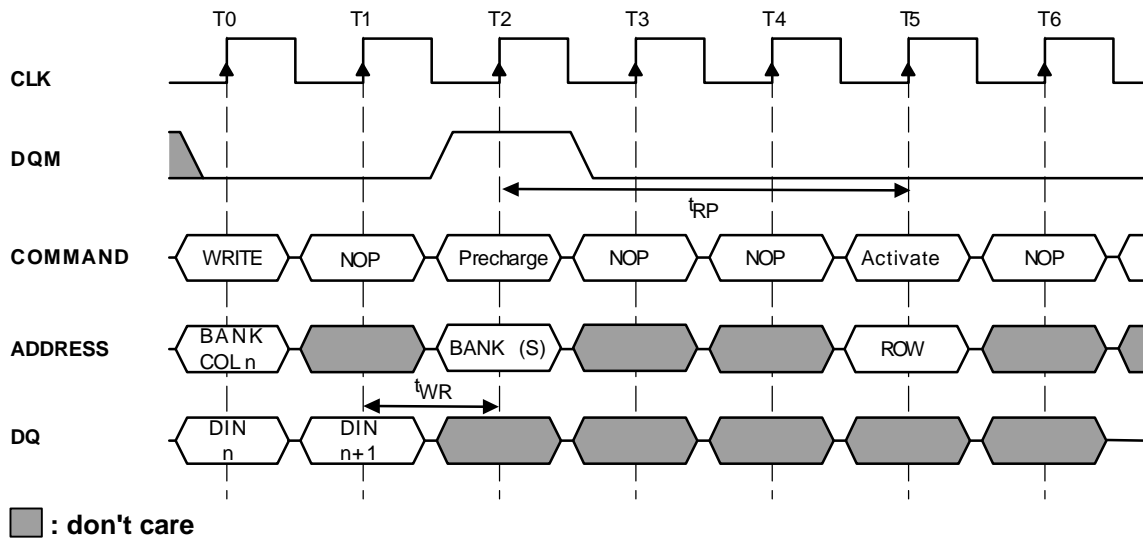 T0 T1 T2 T3 T4 T5 T6
CLK
DQM
tRP
COMMAND WRITE NOP Precharge NOP NOP Activate NOP
ADDRESS BANK COL n BANK (S) ROW
tWR
DQ DIN n DIN n+1
: don't care